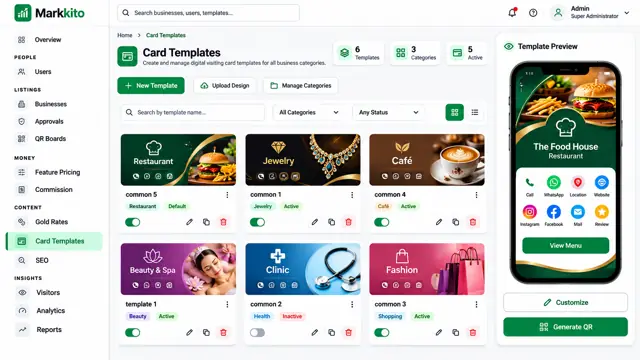 Markkito
Search businesses, users, templates...
Admin
Super Administrator
Overview
PEOPLE
Users
LISTINGS
Businesses
Approvals
QR Boards
MONEY
Feature Pricing
Commission
CONTENT
Gold Rates
Card Templates
SEO
INSIGHTS
Visitors
Analytics
Reports
Home > Card Templates
Card Templates
Create and manage digital visiting card templates for all business categories.
6 Templates
3 Categories
5 Active
+ New Template
Upload Design
Manage Categories
Search by template name...
All Categories
Any Status
Restaurant
common 5
Restaurant Default
Jewelry
common 1
Jewelry Active
Café
common 4
Café Active
Beauty & Spa
template 1
Beauty Active
Clinic
common 2
Health Inactive
Fashion
common 3
Shopping Active
Template Preview
The Food House
Restaurant
Call WhatsApp Location Website
Instagram Facebook Mail Review
View Menu
Customize
Generate QR